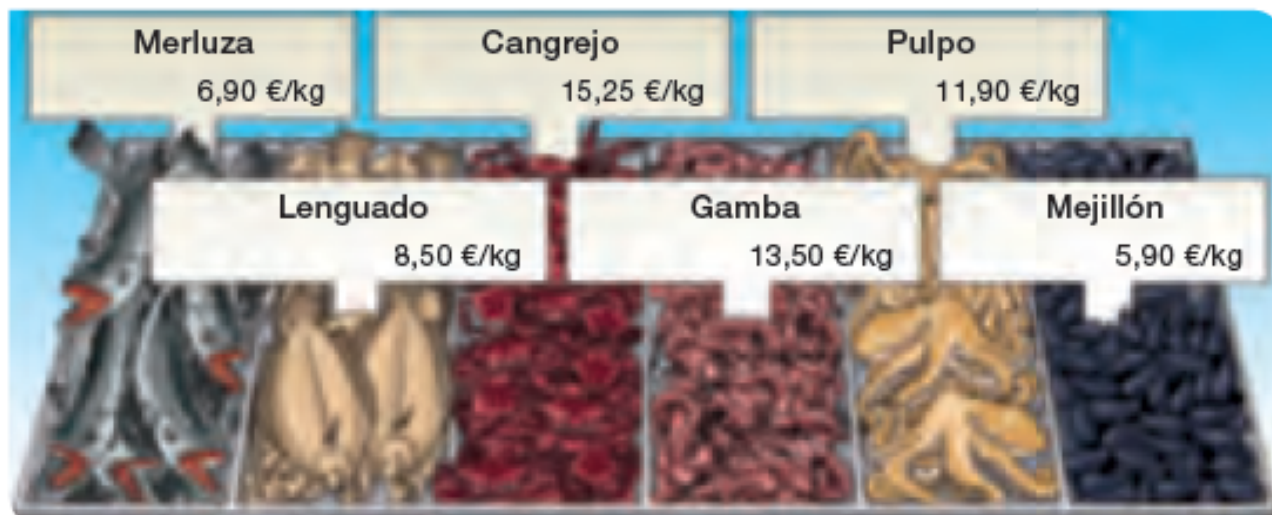 Merluza
6,90 €/kg
Cangrejo
15,25 €/kg
Pulpo
11,90 €/kg
Lenguado
8,50 €/kg
Gamba
13,50 €/kg
Mejillón
5,90 €/kg